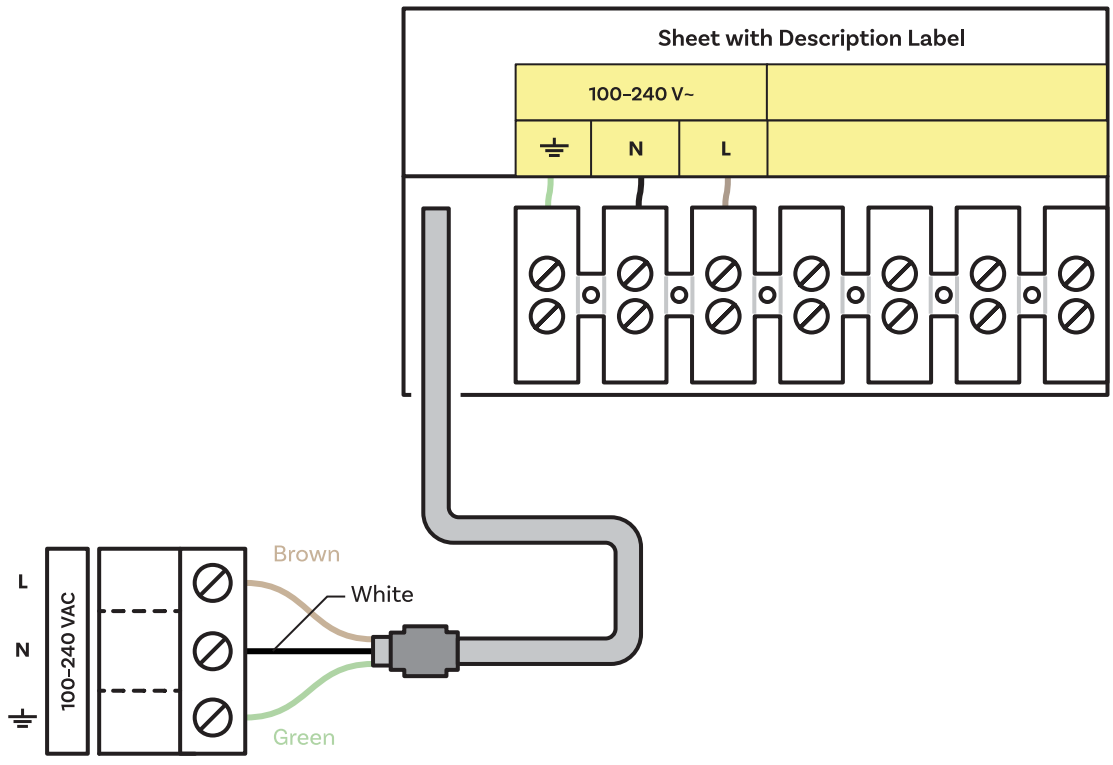 Sheet with Description Label
100–240 V~
N
L
Brown
White
L
N
100–240 VAC
Green